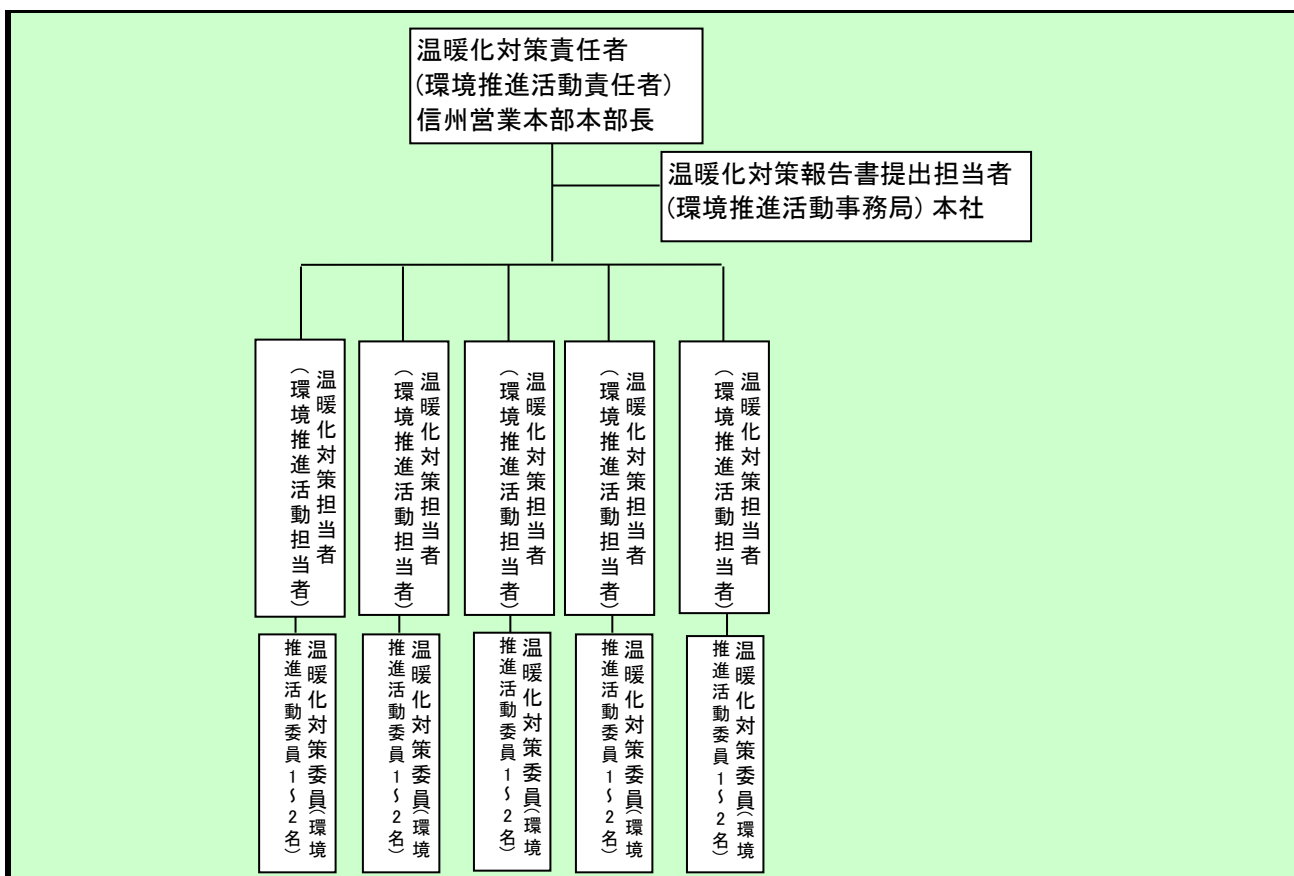 温暖化対策責任者
(環境推進活動責任者)
信州営業本部本部長
温暖化対策報告書提出担当者
(環境推進活動事務局) 本社
温暖化対策担当者
(環境推進活動担当者)
温暖化対策担当者
(環境推進活動担当者)
温暖化対策担当者
(環境推進活動担当者)
温暖化対策担当者
(環境推進活動担当者)
温暖化対策担当者
(環境推進活動担当者)
温暖化対策委員(環境
推進活動委員1~2名)
温暖化対策委員(環境
推進活動委員1~2名)
温暖化対策委員(環境
推進活動委員1~2名)
温暖化対策委員(環境
推進活動委員1~2名)
温暖化対策委員(環境
推進活動委員1~2名)